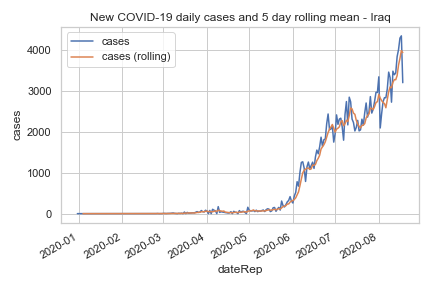 New COVID-19 daily cases and 5 day rolling mean - Iraq
cases
cases (rolling)
4000
3000
2000
1000
0
cases
2020-01
2020-02
2020-03
2020-04
2020-05
2020-06
2020-07
2020-08
dateRep